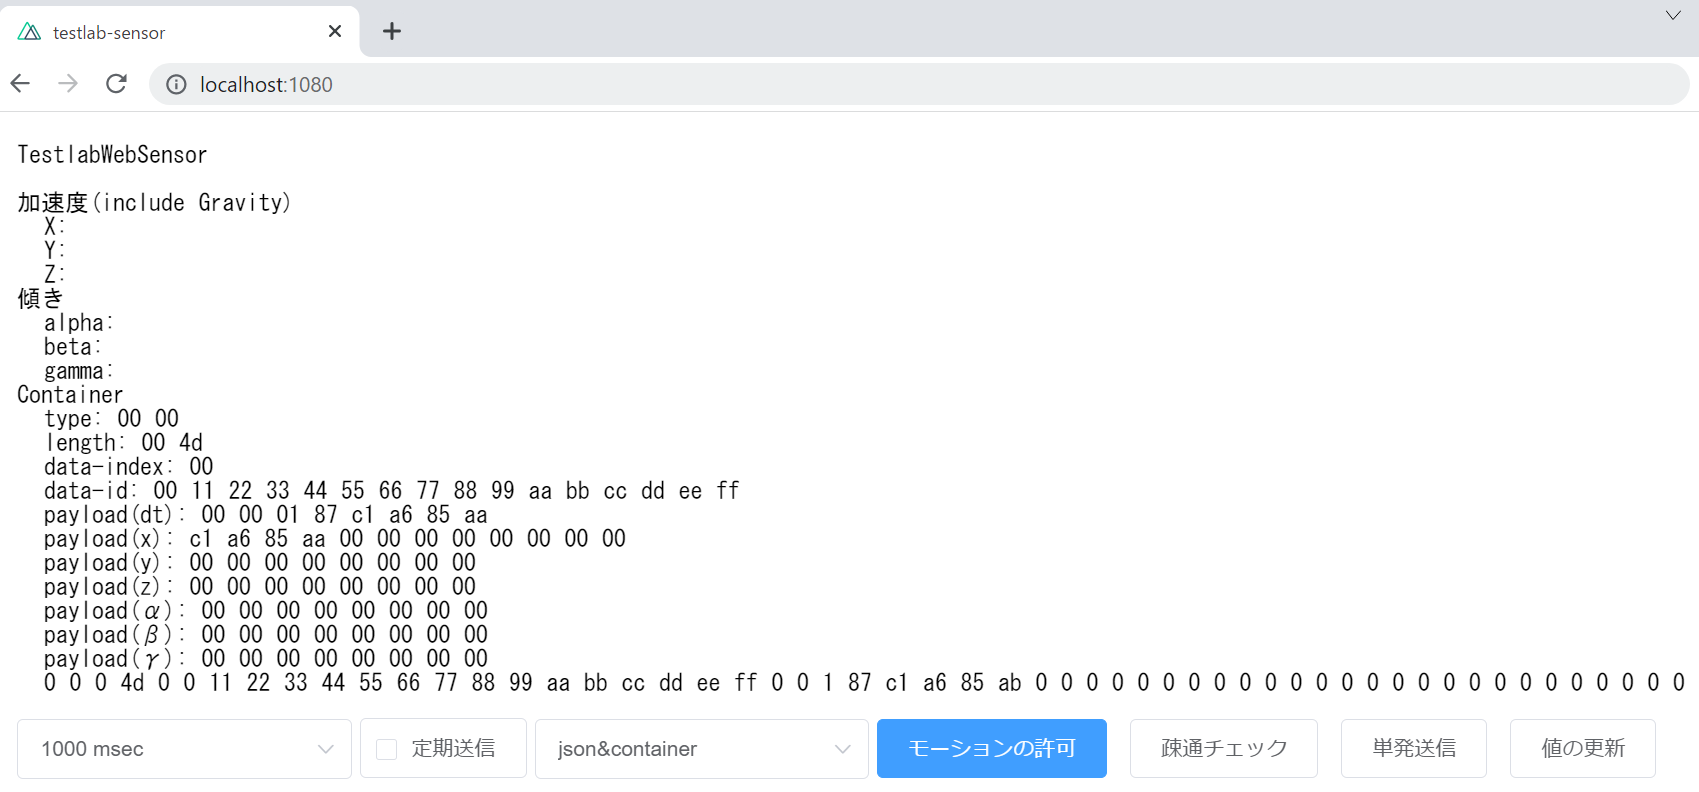 testlab-sensor
localhost:1080
TestlabWebSensor
加速度(include Gravity)
X:
Y:
Z:
傾き
alpha:
beta:
gamma:
Container
type: 00 00
length: 00 4d
data-index: 00
data-id: 00 11 22 33 44 55 66 77 88 99 aa bb cc dd ee ff
payload(dt): 00 00 01 87 c1 a6 85 aa
payload(x): c1 a6 85 aa 00 00 00 00 00 00 00 00
payload(y): 00 00 00 00 00 00 00 00
payload(z): 00 00 00 00 00 00 00 00
payload(α): 00 00 00 00 00 00 00 00
payload(β): 00 00 00 00 00 00 00 00
payload(γ): 00 00 00 00 00 00 00 00
0 0 0 4d 0 0 11 22 33 44 55 66 77 88 99 aa bb cc dd ee ff 0 0 1 87 c1 a6 85 ab 0 0 0 0 0 0 0 0 0 0 0 0 0 0 0 0 0 0 0 0 0 0 0 0 0 0
1000 msec 定期送信 json&container モーションの許可 疎通チェック 単発送信 値の更新